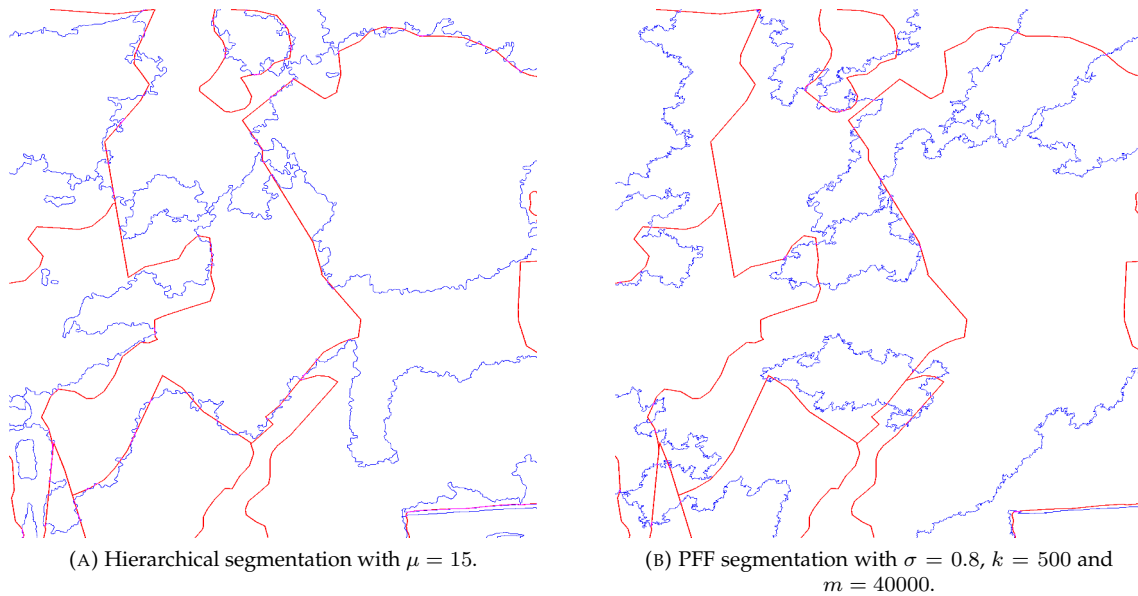 (A) Hierarchical segmentation with μ = 15.
(B) PFF segmentation with σ = 0.8, k = 500 and
m = 40000.